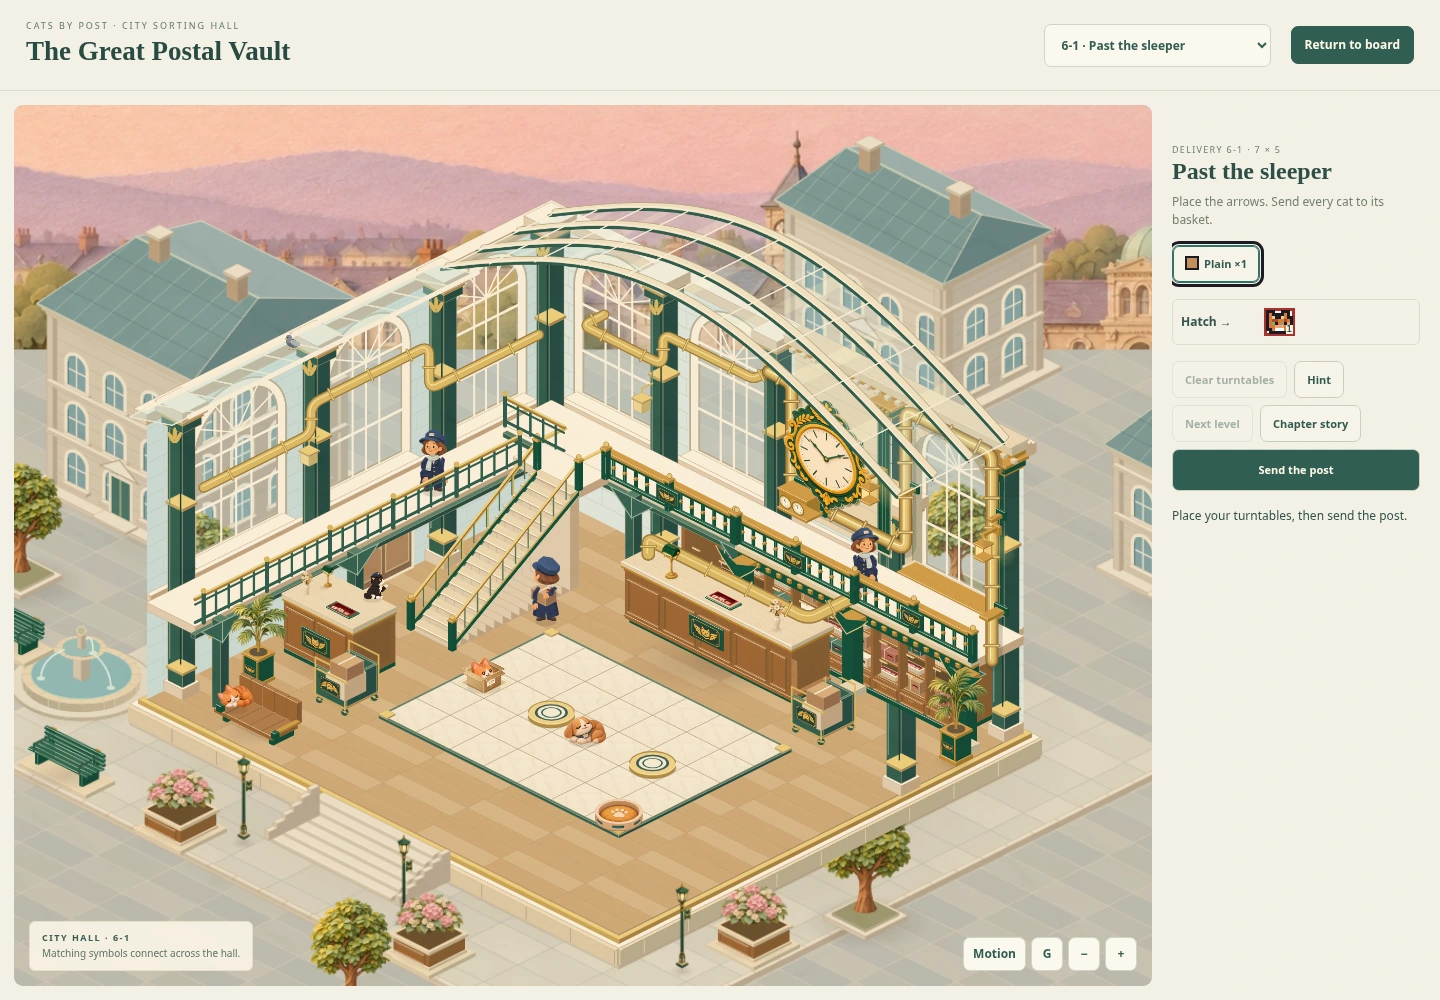 CATS BY POST · CITY SORTING HALL
The Great Postal Vault
6-1 · Past the sleeper
Return to board
DELIVERY 6-1 · 7 × 5
Past the sleeper
Place the arrows. Send every cat to its
basket.
Plain ×1
Hatch →
1
Clear turntables
Hint
Next level
Chapter story
Send the post
Place your turntables, then send the post.
CITY HALL · 6-1
Matching symbols connect across the hall.
Motion
G
−
+